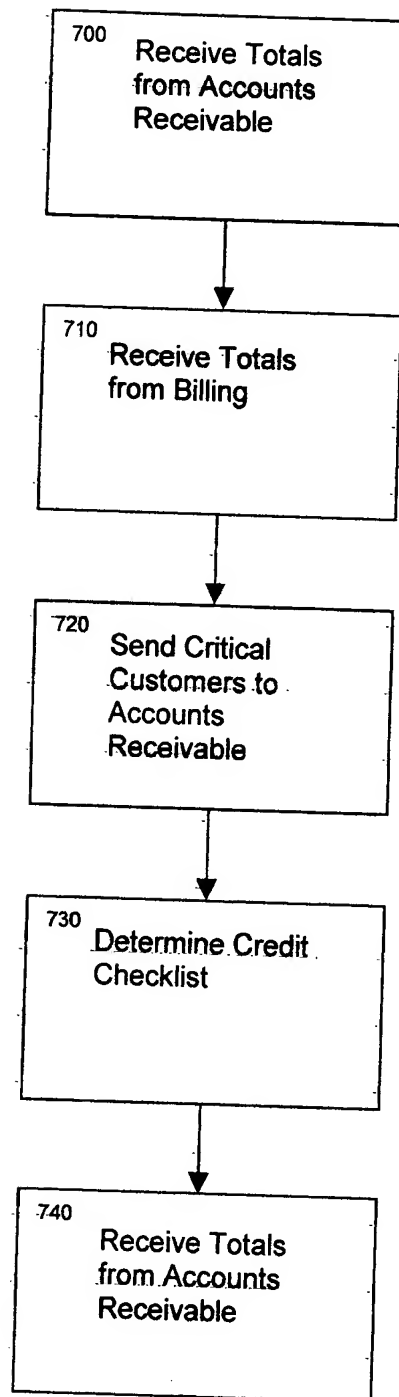 700
Receive Totals
from Accounts
Receivable
710
Receive Totals
from Billing
720
Send Critical
Customers to
Accounts
Receivable
730
Determine Credit
Checklist
740
Receive Totals
from Accounts
Receivable